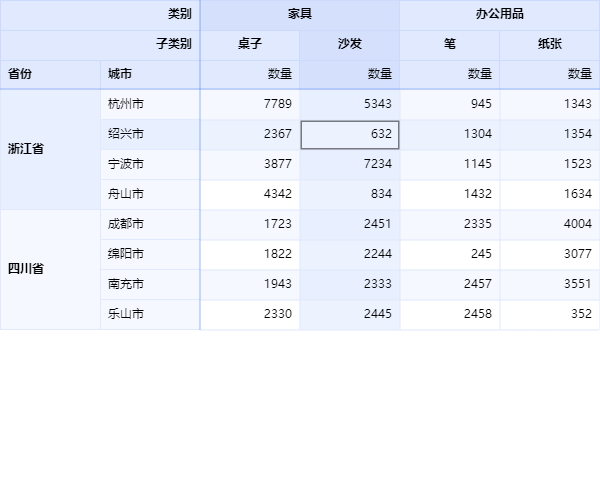 类别 家具 办公用品
子类别 桌子 沙发 笔 纸张
省份 城市 数量 数量 数量 数量
浙江省 杭州市 7789 5343 945 1343
绍兴市 2367 632 1304 1354
宁波市 3877 7234 1145 1523
舟山市 4342 834 1432 1634
四川省 成都市 1723 2451 2335 4004
绵阳市 1822 2244 245 3077
南充市 1943 2333 2457 3551
乐山市 2330 2445 2458 352